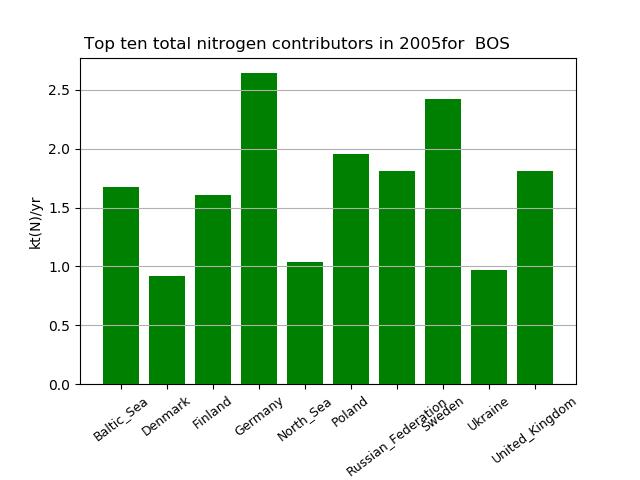 Top ten total nitrogen contributors in 2005for  BOS
kt(N)/yr
2.5
2.0
1.5
1.0
0.5
0.0
Baltic_Sea
Denmark
Finland
Germany
North_Sea
Poland
Russian_Federation
Sweden
Ukraine
United_Kingdom